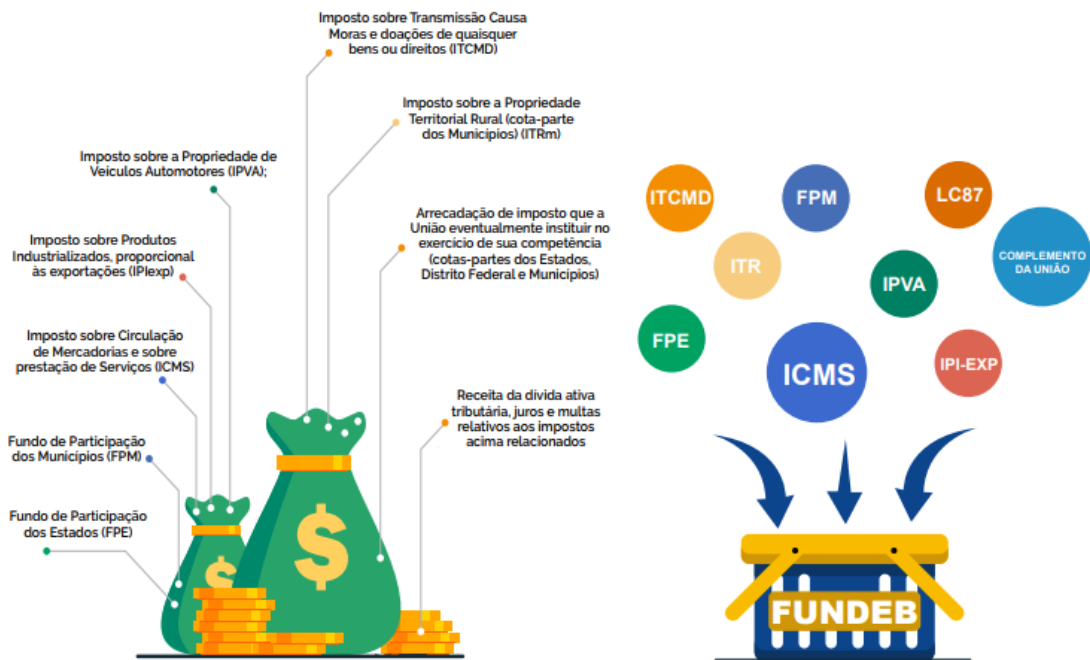 Imposto sobre Transmissão Causa
Moras e doações de quaisquer
bens ou direitos (ITCMD)
Imposto sobre a Propriedade
Territorial Rural (cota-parte
dos Municípios) (ITRm)
Imposto sobre a Propriedade de
Veículos Automotores (IPVA);
Arrecadação de imposto que a
União eventualmente instituir no
exercício de sua competência
(cotas-partes dos Estados,
Distrito Federal e Municípios)
Imposto sobre Produtos
Industrializados, proporcional
às exportações (IPIexp)
Imposto sobre Circulação
de Mercadorias e sobre
prestação de Serviços (ICMS)
Receita da dívida ativa
tributária, juros e multas
relativos aos impostos
acima relacionados
Fundo de Participação
dos Municípios (FPM)
Fundo de Participação
dos Estados (FPE)
$
$
ITCMD
FPM
LC87
ITR
IPVA
COMPLEMENTO
DA UNIÃO
FPE
ICMS
IPI-EXP
FUNDEB